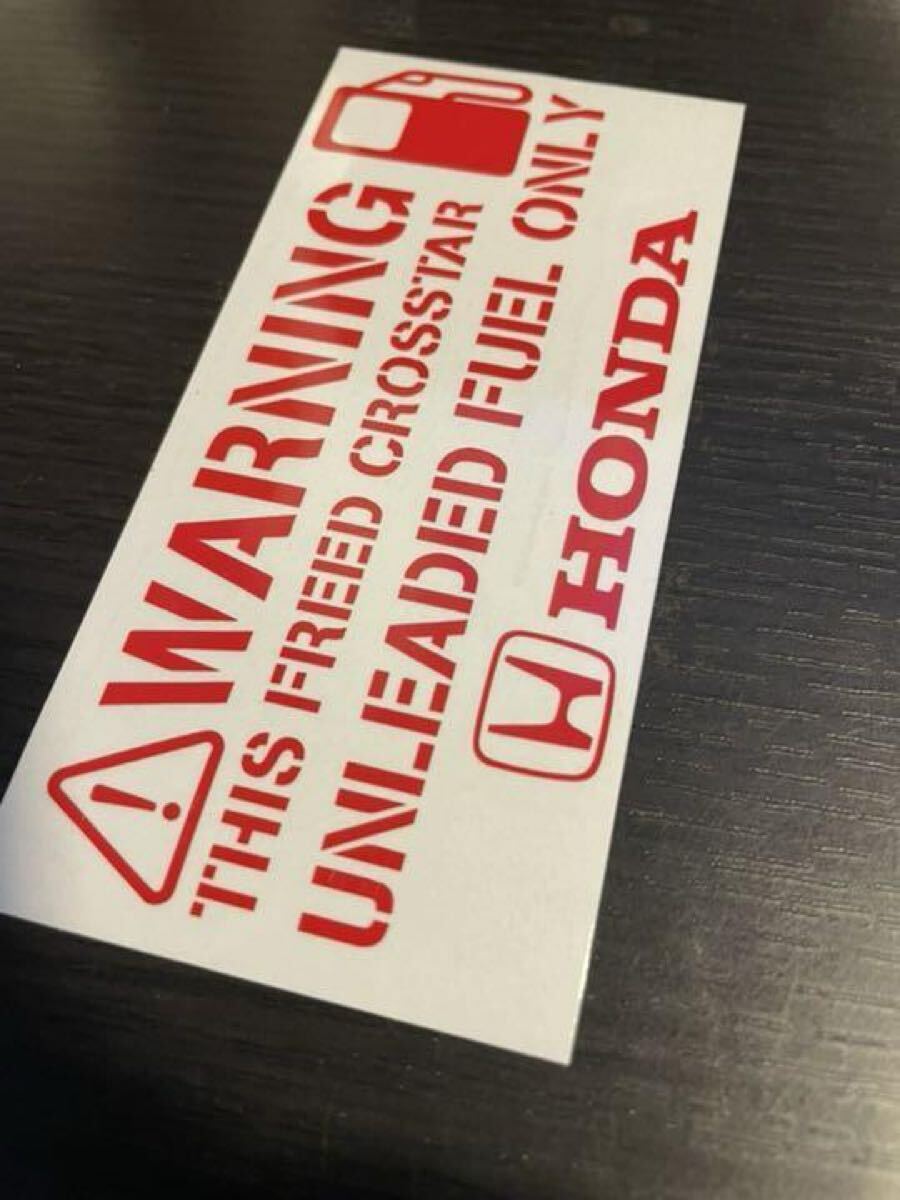 WARNING
THIS FREED CROSSTAR
UNLEADED FUEL ONLY
HONDA